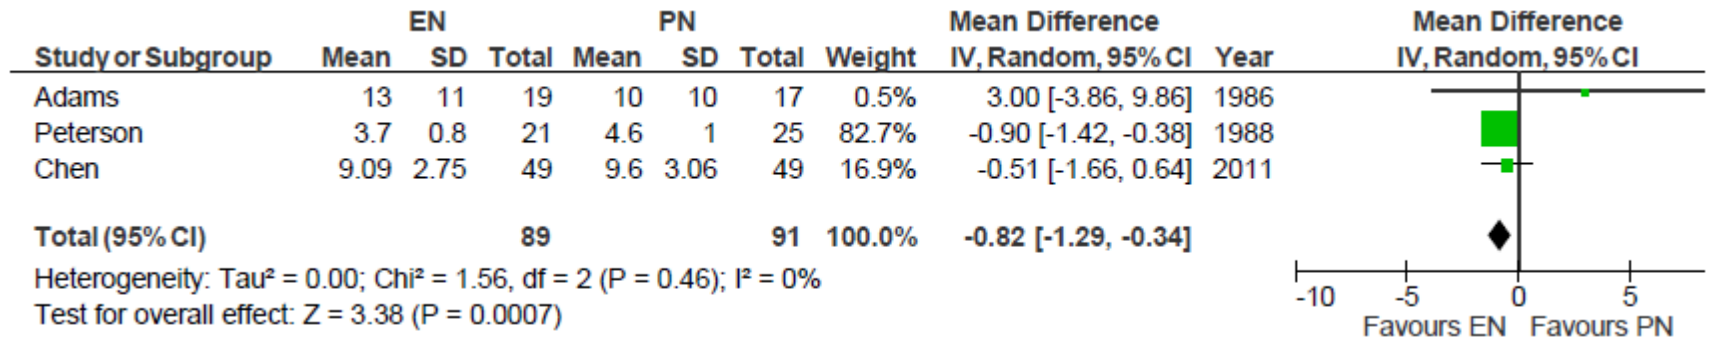 EN PN Mean Difference Mean Difference
Study or Subgroup Mean SD Total Mean SD Total Weight IV, Random, 95% CI Year IV, Random, 95% CI
Adams 13 11 19 10 10 17 0.5% 3.00 [-3.86, 9.86] 1986
Peterson 3.7 0.8 21 4.6 1 25 82.7% -0.90 [-1.42, -0.38] 1988
Chen 9.09 2.75 49 9.6 3.06 49 16.9% -0.51 [-1.66, 0.64] 2011
Total (95% CI) 89 91 100.0% -0.82 [-1.29, -0.34]
Heterogeneity: Tau² = 0.00; Chi² = 1.56, df = 2 (P = 0.46); I² = 0%
Test for overall effect: Z = 3.38 (P = 0.0007)
-10 -5 0 5
Favours EN Favours PN